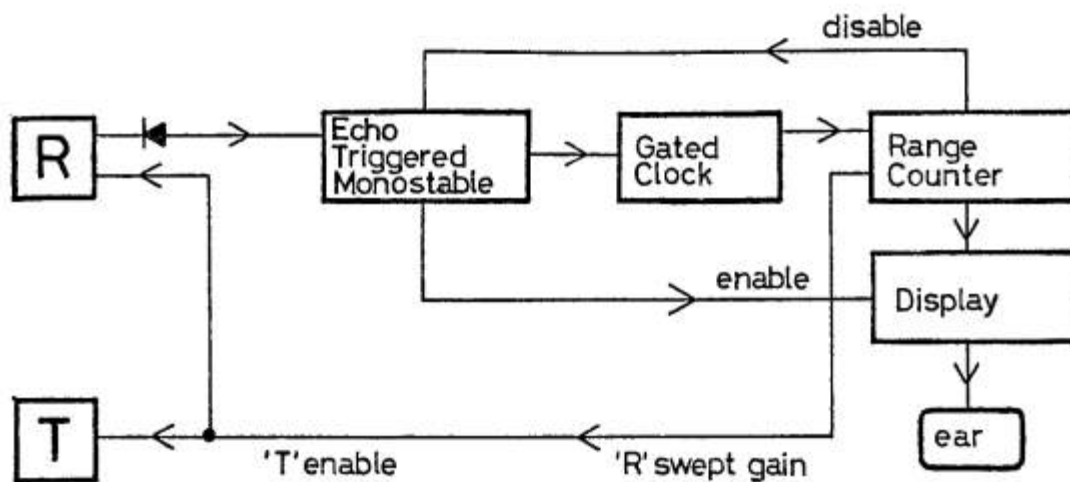 disable
R
Echo
Triggered
Monostable
Gated
Clock
Range
Counter
enable
Display
T
'T' enable
'R' swept gain
ear